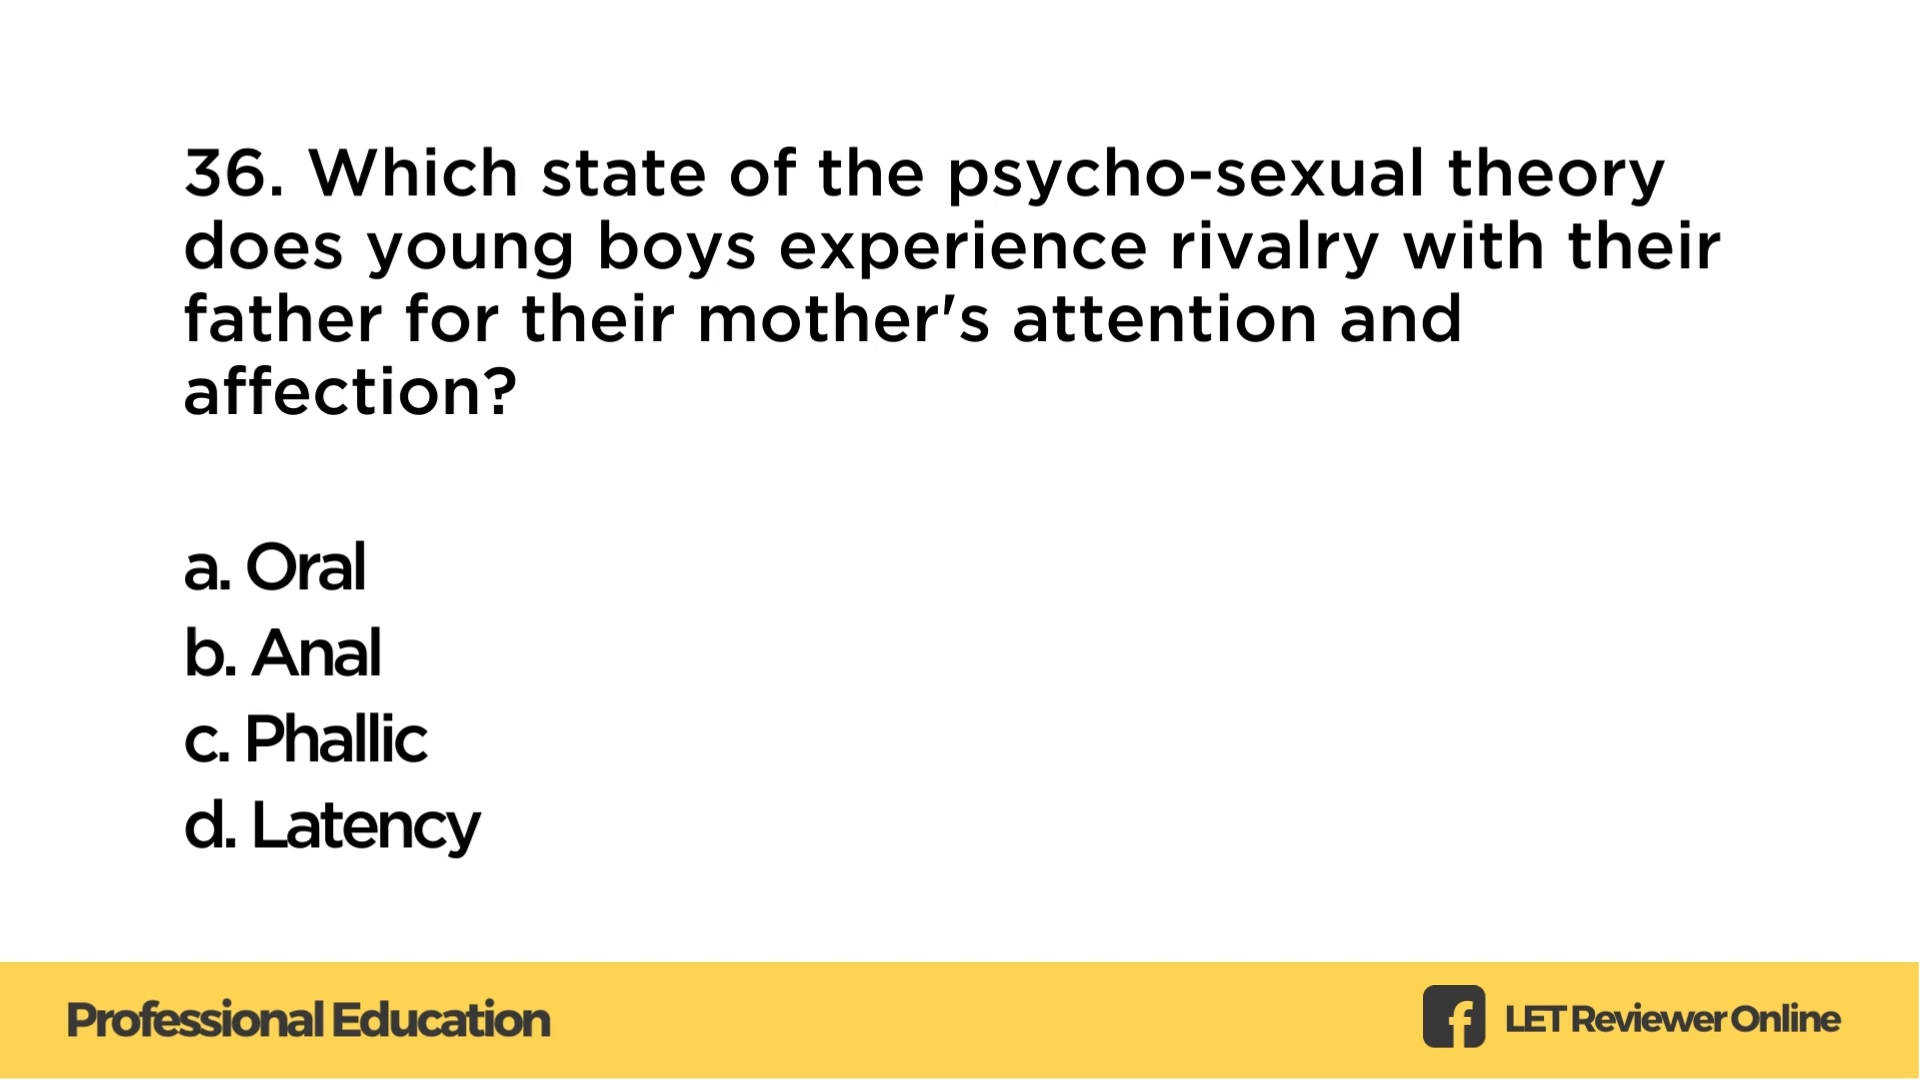 36. Which state of the psycho-sexual theory
does young boys experience rivalry with their
father for their mother's attention and
affection?
a. Oral
b. Anal
c. Phallic
d. Latency
Professional Education
LET Reviewer Online